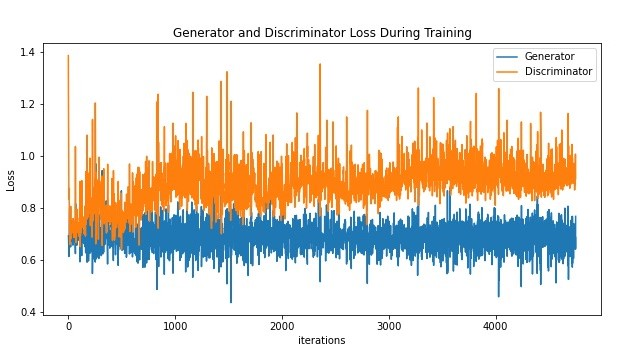 Generator and Discriminator Loss During Training
Generator
Discriminator
1.4
1.2
1.0
0.8
0.6
0.4
Loss
0
1000
2000
3000
4000
iterations